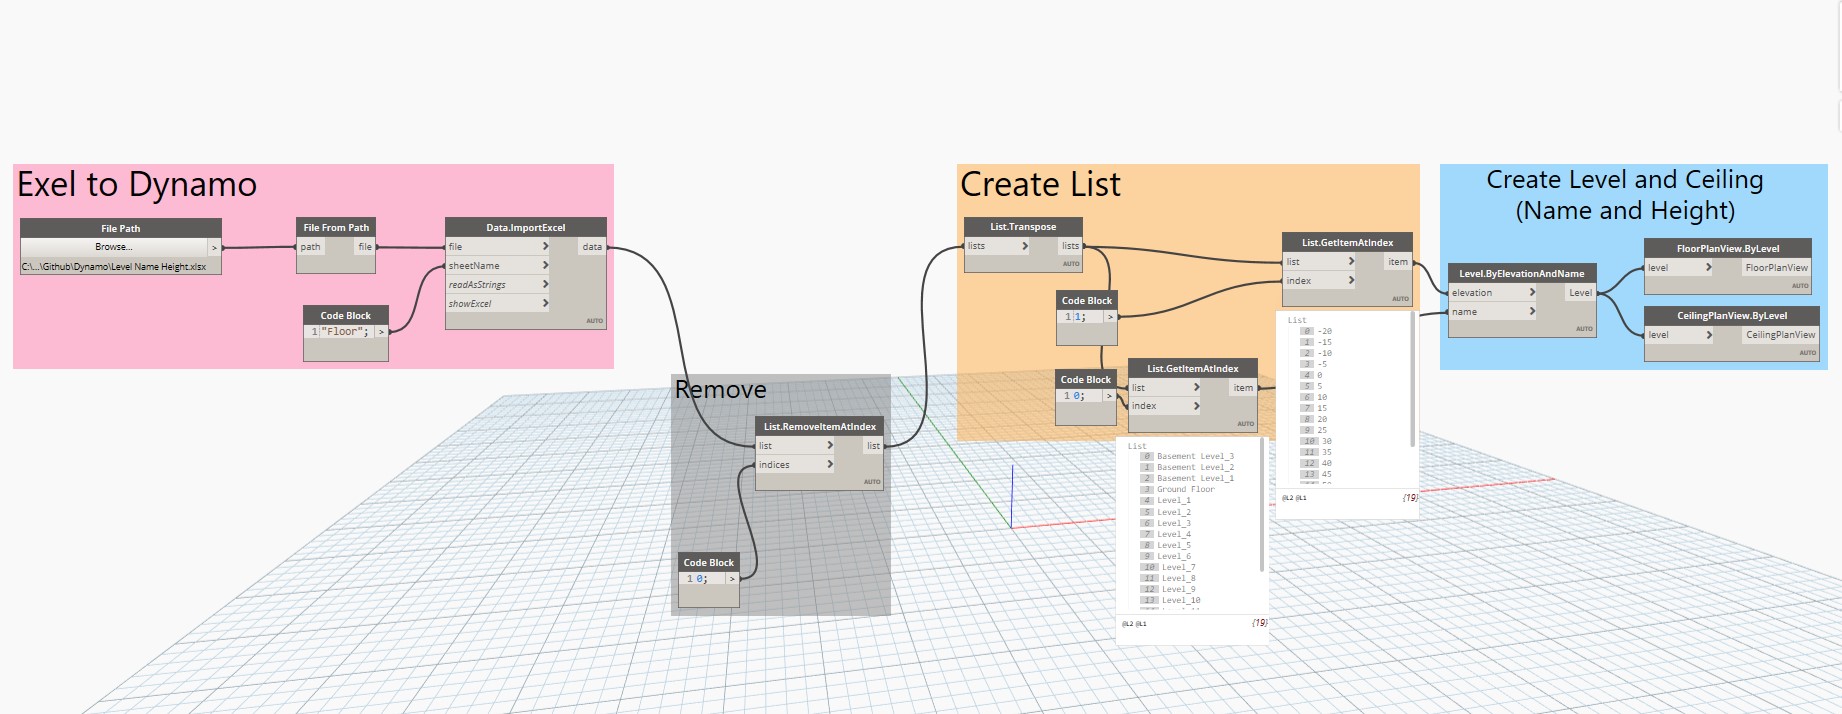 Exel to Dynamo
File Path
Browse... >
C:\...\Github\Dynamo\Level Name Height.xlsx
File From Path
path file
Code Block
1 "Floor"; >
Data.ImportExcel
file > data
sheetName >
readAsStrings >
showExcel >
AUTO
Remove
List.RemoveItemAtIndex
list > list
indices >
AUTO
Code Block
1 0; >
Create List
List.Transpose
lists > lists
AUTO
Code Block
1 1; >
Code Block
1 0; >
List.GetItemAtIndex
list > item
index >
AUTO
List
0 Basement Level_3
1 Basement Level_2
2 Basement Level_1
3 Ground Floor
4 Level_1
5 Level_2
6 Level_3
7 Level_4
8 Level_5
9 Level_6
10 Level_7
11 Level_8
12 Level_9
13 Level_10
@L2 @L1 {19}
List.GetItemAtIndex
list > item
index >
AUTO
List
0 -20
1 -15
2 -10
3 -5
4 0
5 5
6 10
7 15
8 20
9 25
10 30
11 35
12 40
13 45
@L2 @L1 {19}
Create Level and Ceiling
(Name and Height)
Level.ByElevationAndName
elevation > Level
name >
AUTO
FloorPlanView.ByLevel
level > FloorPlanView
AUTO
CeilingPlanView.ByLevel
level > CeilingPlanView
AUTO